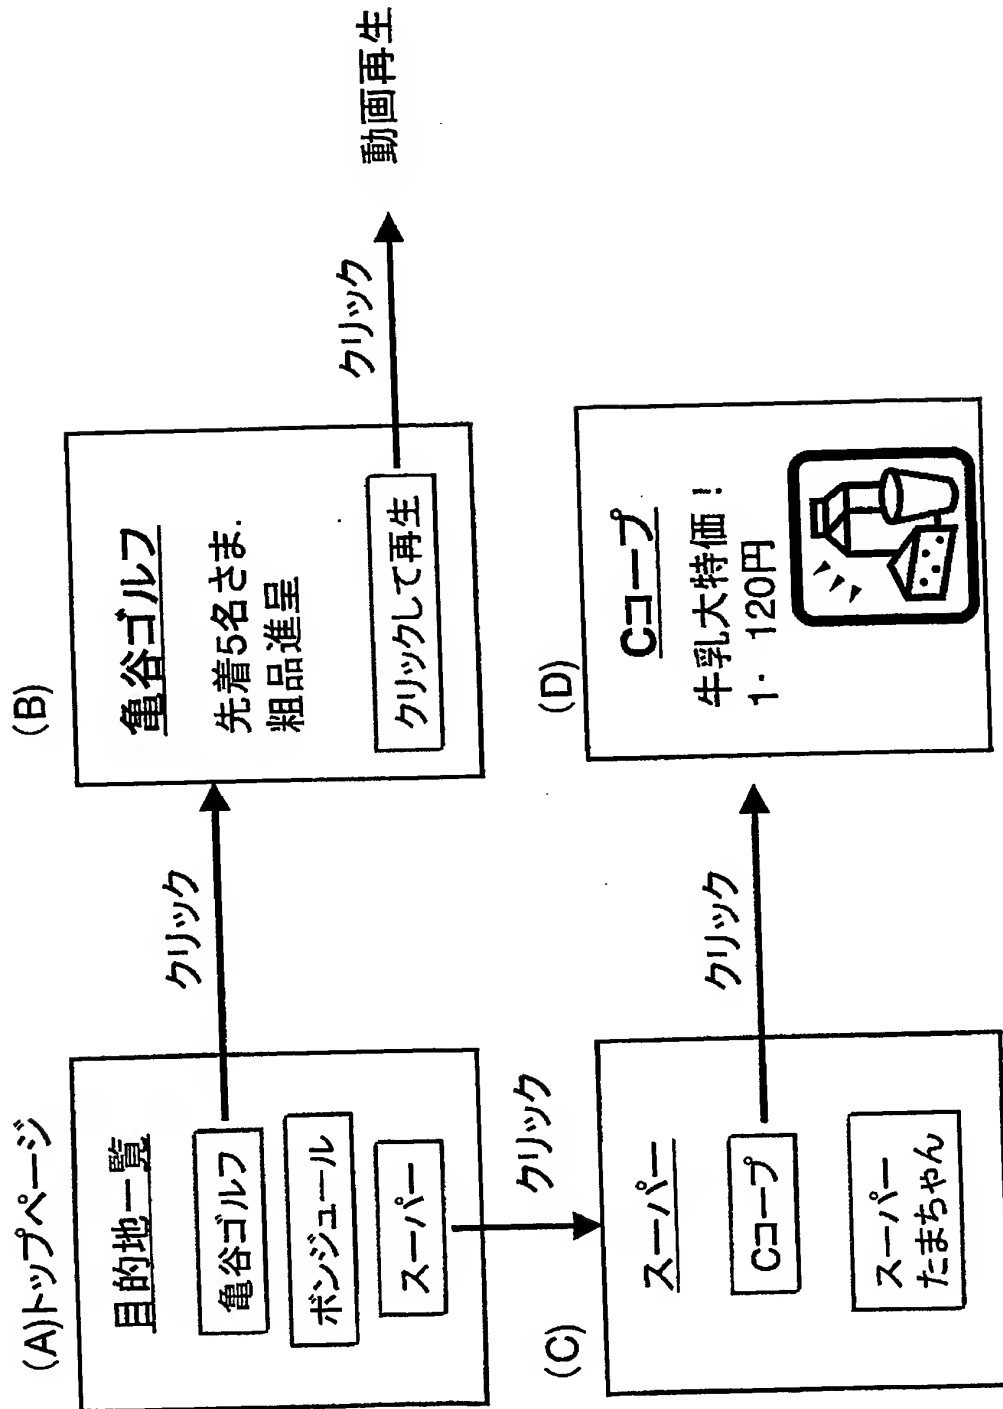 (A)トップページ
目的地一覧
亀谷ゴルフ
ボンジュール
スーパー
クリック
(B)
亀谷ゴルフ
先着5名さま.
粗品進呈
クリックして再生
クリック
動画再生
クリック
(C)
スーパー
Cコープ
スーパー
たまちゃん
クリック
(D)
Cコープ
牛乳大特価！
1･ 120円